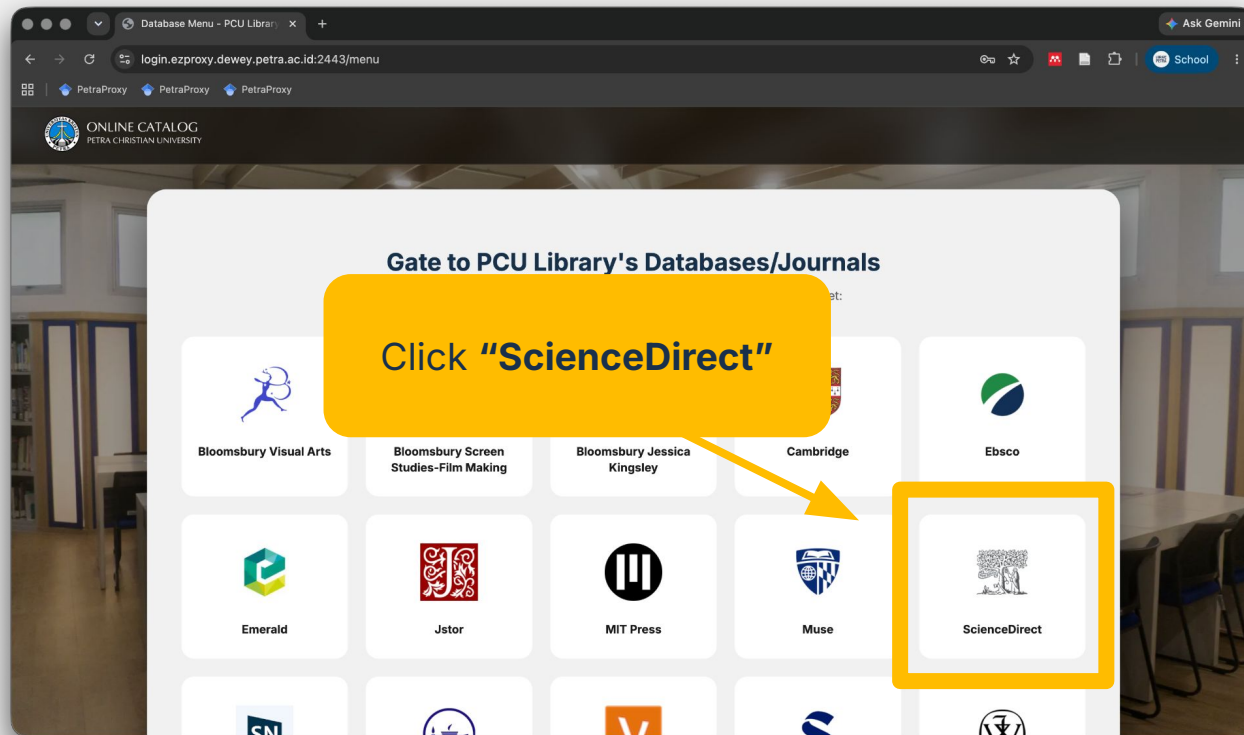 Database Menu - PCU Library
Ask Gemini
login.ezproxy.dewey.petra.ac.id:2443/menu
School
PetraProxy
PetraProxy
PetraProxy
ONLINE CATALOG
PETRA CHRISTIAN UNIVERSITY
Gate to PCU Library's Databases/Journals
Click “ScienceDirect”
Bloomsbury Visual Arts
Bloomsbury Screen
Studies-Film Making
Bloomsbury Jessica
Kingsley
Cambridge
Ebsco
Emerald
Jstor
MIT Press
Muse
ScienceDirect
SN
V
S